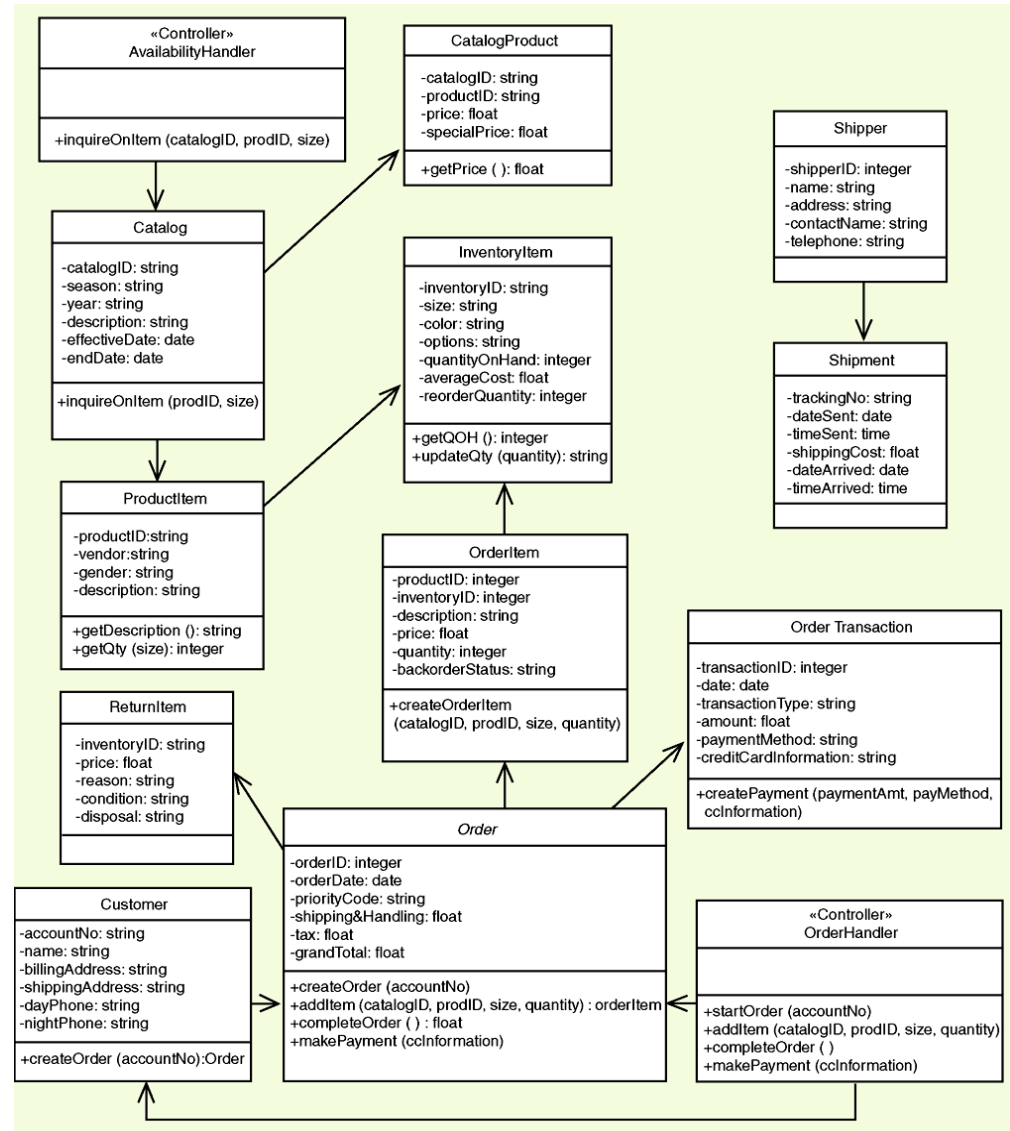 «Controller»
AvailabilityHandler
+inquireOnItem (catalogID, prodID, size)
CatalogProduct
-catalogID: string
-productID: string
-price: float
-specialPrice: float
+getPrice ( ): float
Shipper
-shipperID: integer
-name: string
-address: string
-contactName: string
-telephone: string
Catalog
-catalogID: string
-season: string
-year: string
-description: string
-effectiveDate: date
-endDate: date
+inquireOnItem (prodID, size)
InventoryItem
-inventoryID: string
-size: string
-color: string
-options: string
-quantityOnHand: integer
-averageCost: float
-reorderQuantity: integer
+getQOH (): integer
+updateQty (quantity): string
Shipment
-trackingNo: string
-dateSent: date
-timeSent: time
-shippingCost: float
-dateArrived: date
-timeArrived: time
ProductItem
-productID:string
-vendor:string
-gender: string
-description: string
+getDescription (): string
+getQty (size): integer
OrderItem
-productID: integer
-inventoryID: integer
-description: string
-price: float
-quantity: integer
-backorderStatus: string
+createOrderItem
(catalogID, prodID, size, quantity)
Order Transaction
-transactionID: integer
-date: date
-transactionType: string
-amount: float
-paymentMethod: string
-creditCardInformation: string
+createPayment (paymentAmt, payMethod,
ccInformation)
ReturnItem
-inventoryID: string
-price: float
-reason: string
-condition: string
-disposal: string
Order
-orderID: integer
-orderDate: date
-priorityCode: string
-shipping&Handling: float
-tax: float
-grandTotal: float
+createOrder (accountNo)
+addItem (catalogID, prodID, size, quantity) : orderItem
+completeOrder ( ) : float
+makePayment (ccInformation)
Customer
-accountNo: string
-name: string
-billingAddress: string
-shippingAddress: string
-dayPhone: string
-nightPhone: string
+createOrder (accountNo):Order
«Controller»
OrderHandler
+startOrder (accountNo)
+addItem (catalogID, prodID, size, quantity)
+completeOrder ( )
+makePayment (ccInformation)